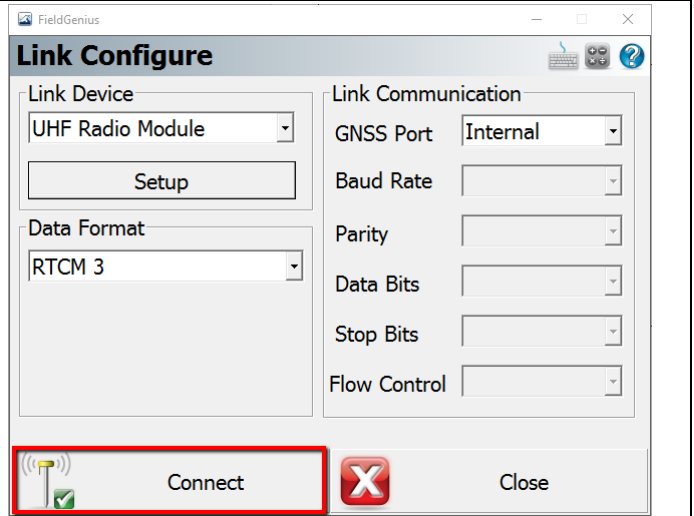 FieldGenius
Link Configure
Link Device
UHF Radio Module
Setup
Data Format
RTCM 3
Link Communication
GNSS Port
Internal
Baud Rate
Parity
Data Bits
Stop Bits
Flow Control
Connect
Close